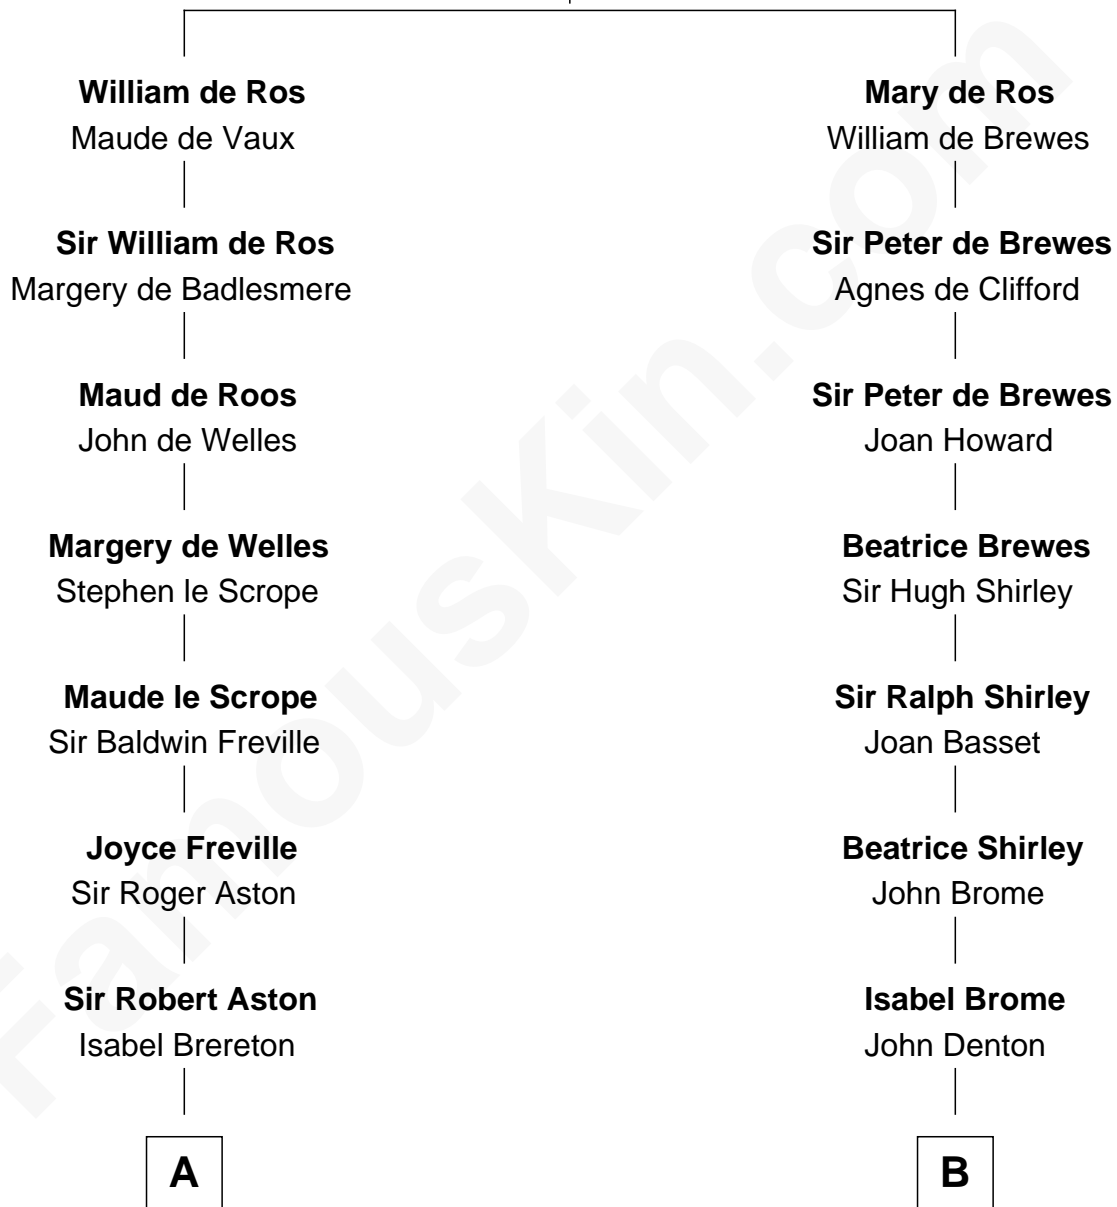 William de Ros
Maude de Vaux
Sir William de Ros
Margery de Badlesmere
Maud de Roos
John de Welles
Margery de Welles
Stephen le Scrope
Maude le Scrope
Sir Baldwin Freville
Joyce Freville
Sir Roger Aston
Sir Robert Aston
Isabel Brereton
A
Mary de Ros
William de Brewes
Sir Peter de Brewes
Agnes de Clifford
Sir Peter de Brewes
Joan Howard
Beatrice Brewes
Sir Hugh Shirley
Sir Ralph Shirley
Joan Basset
Beatrice Shirley
John Brome
Isabel Brome
John Denton
B
FamousKin.com